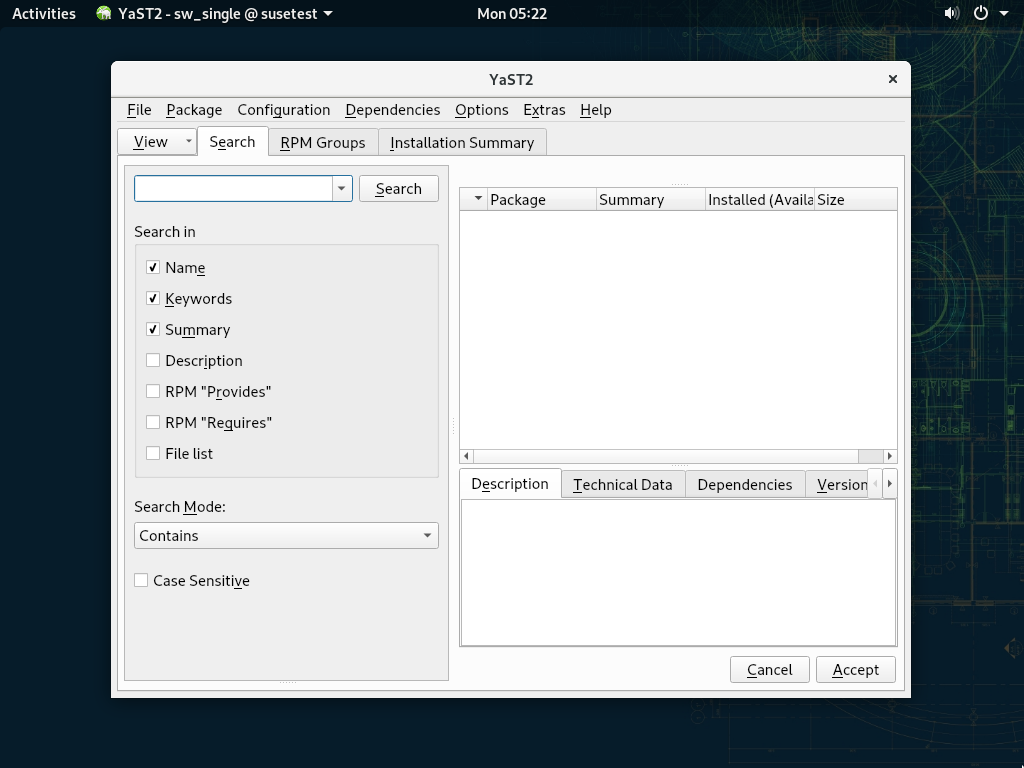 Activities YaST2 - sw_single @ susetest Mon 05:22
YaST2
File Package Configuration Dependencies Options Extras Help
View Search RPM Groups Installation Summary
Search
Package Summary Installed (Availa Size
Search in
Name
Keywords
Summary
Description
RPM "Provides"
RPM "Requires"
File list
Description Technical Data Dependencies Version
Search Mode:
Contains
Case Sensitive
Cancel Accept